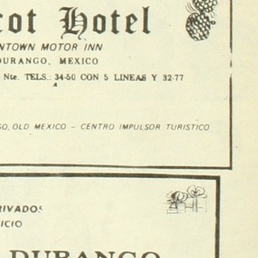 cot Hotel
NTOWN MOTOR INN
DURANGO, MEXICO
Nte. TELS.: 34-50 CON 5 LINEAS Y 32-77
GO, OLD MEXICO - CENTRO IMPULSOR TURISTICO
RIVADOS
ICIO
DURANGO